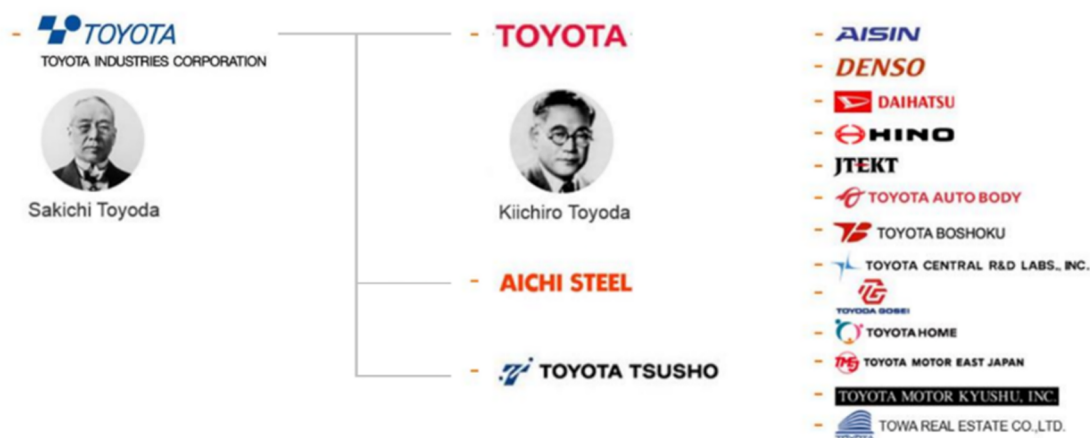 TOYOTA
TOYOTA INDUSTRIES CORPORATION
Sakichi Toyoda
TOYOTA
Kiichiro Toyoda
AICHI STEEL
TOYOTA TSUSHO
AISIN
DENSO
DAIHATSU
HINO
JTEKT
TOYOTA AUTO BODY
TOYOTA BOSHOKU
TOYOTA CENTRAL R&D LABS., INC.
TG
TOYODA GOSEI
TOYOTA HOME
TMEJ TOYOTA MOTOR EAST JAPAN
TOYOTA MOTOR KYUSHU, INC.
TOWA REAL ESTATE CO.,LTD.